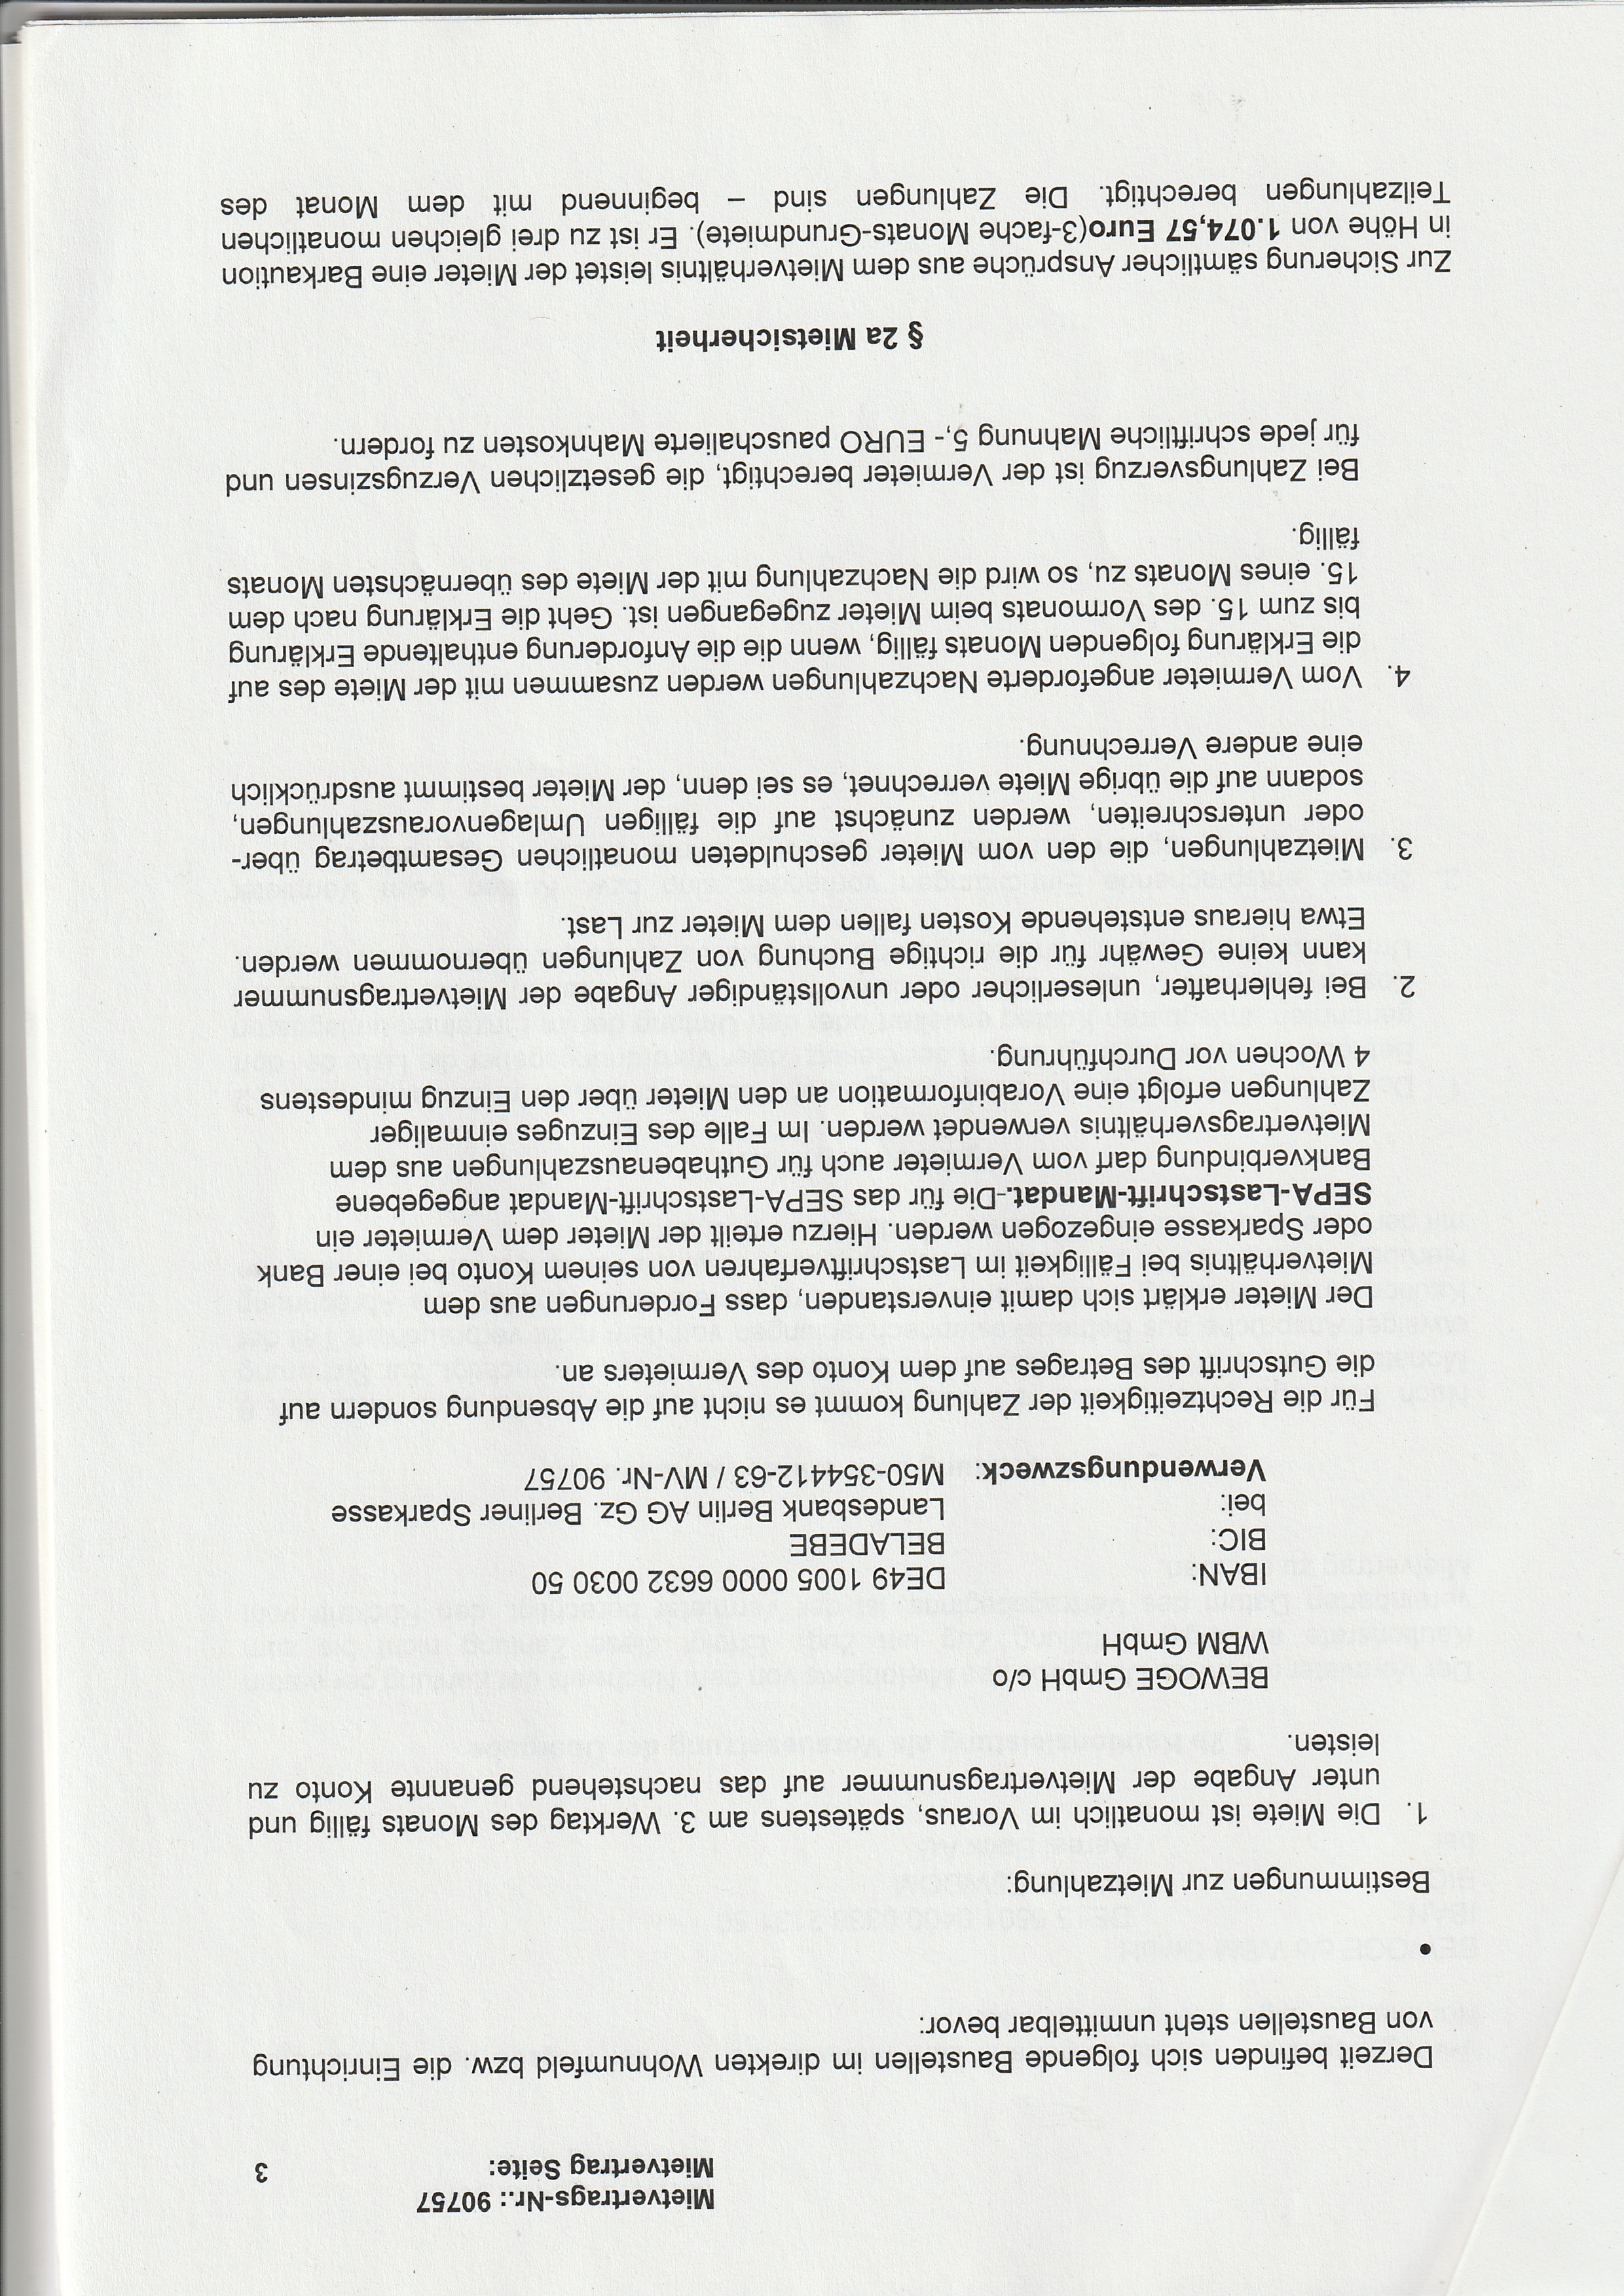 Mietvertrags-Nr.: 90757
Mietvertrag Seite: 3
Derzeit befinden sich folgende Baustellen im direkten Wohnumfeld bzw. die Einrichtung
von Baustellen steht unmittelbar bevor:
•
Bestimmungen zur Mietzahlung:
1. Die Miete ist monatlich im Voraus, spätestens am 3. Werktag des Monats fällig und
unter Angabe der Mietvertragsnummer auf das nachstehend genannte Konto zu
leisten.
BEWOGE GmbH c/o
WBM GmbH
IBAN: DE49 1005 0000 6632 0030 50
BIC: BELADEBE
bei: Landesbank Berlin AG Gz. Berliner Sparkasse
Verwendungszweck: M50-354412-63 / MV-Nr. 90757
Für die Rechtzeitigkeit der Zahlung kommt es nicht auf die Absendung sondern auf
die Gutschrift des Betrages auf dem Konto des Vermieters an.
Der Mieter erklärt sich damit einverstanden, dass Forderungen aus dem
Mietverhältnis bei Fälligkeit im Lastschriftverfahren von seinem Konto bei einer Bank
oder Sparkasse eingezogen werden. Hierzu erteilt der Mieter dem Vermieter ein
SEPA-Lastschrift-Mandat.-Die für das SEPA-Lastschrift-Mandat angegebene
Bankverbindung darf vom Vermieter auch für Guthabenauszahlungen aus dem
Mietvertragsverhältnis verwendet werden. Im Falle des Einzuges einmaliger
Zahlungen erfolgt eine Vorabinformation an den Mieter über den Einzug mindestens
4 Wochen vor Durchführung.
2. Bei fehlerhafter, unleserlicher oder unvollständiger Angabe der Mietvertragsnummer
kann keine Gewähr für die richtige Buchung von Zahlungen übernommen werden.
Etwa hieraus entstehende Kosten fallen dem Mieter zur Last.
3. Mietzahlungen, die den vom Mieter geschuldeten monatlichen Gesamtbetrag über-
oder unterschreiten, werden zunächst auf die fälligen Umlagenvorauszahlungen,
sodann auf die übrige Miete verrechnet, es sei denn, der Mieter bestimmt ausdrücklich
eine andere Verrechnung.
4. Vom Vermieter angeforderte Nachzahlungen werden zusammen mit der Miete des auf
die Erklärung folgenden Monats fällig, wenn die die Anforderung enthaltende Erklärung
bis zum 15. des Vormonats beim Mieter zugegangen ist. Geht die Erklärung nach dem
15. eines Monats zu, so wird die Nachzahlung mit der Miete des übernächsten Monats
fällig.
Bei Zahlungsverzug ist der Vermieter berechtigt, die gesetzlichen Verzugszinsen und
für jede schriftliche Mahnung 5,- EURO pauschalierte Mahnkosten zu fordern.
§ 2a Mietsicherheit
Zur Sicherung sämtlicher Ansprüche aus dem Mietverhältnis leistet der Mieter eine Barkaution
in Höhe von 1.074,57 Euro(3-fache Monats-Grundmiete). Er ist zu drei gleichen monatlichen
Teilzahlungen berechtigt. Die Zahlungen sind – beginnend mit dem Monat des